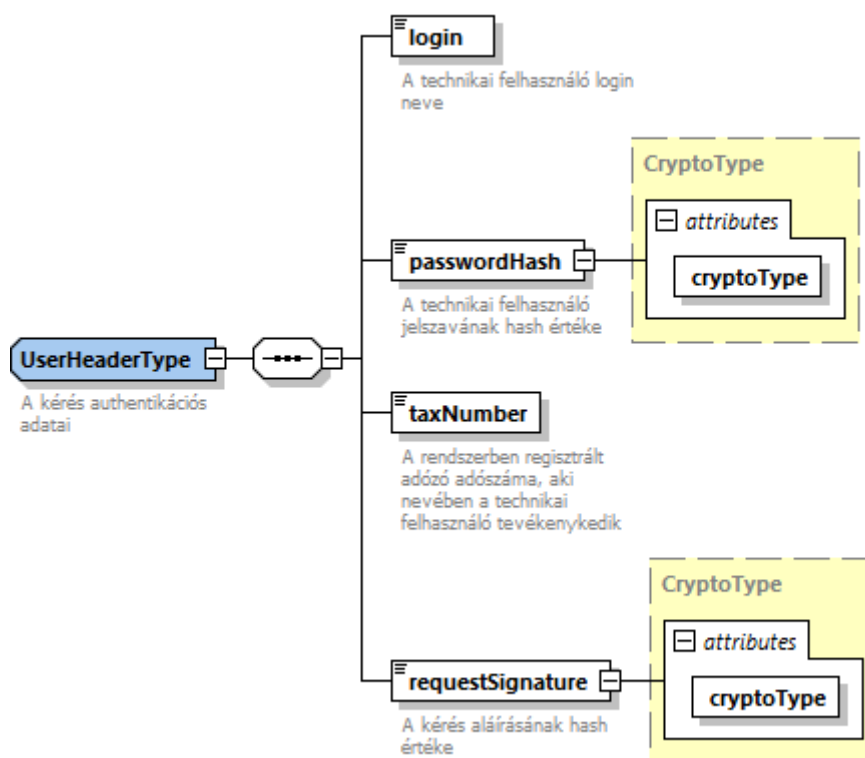 login
A technikai felhasználó login
neve
CryptoType
attributes
cryptoType
passwordHash
A technikai felhasználó
jelszavának hash értéke
UserHeaderType
A kérés authentikációs
adatai
taxNumber
A rendszerben regisztrált
adózó adószáma, aki
nevében a technikai
felhasználó tevékenykedik
CryptoType
attributes
cryptoType
requestSignature
A kérés aláírásának hash
értéke